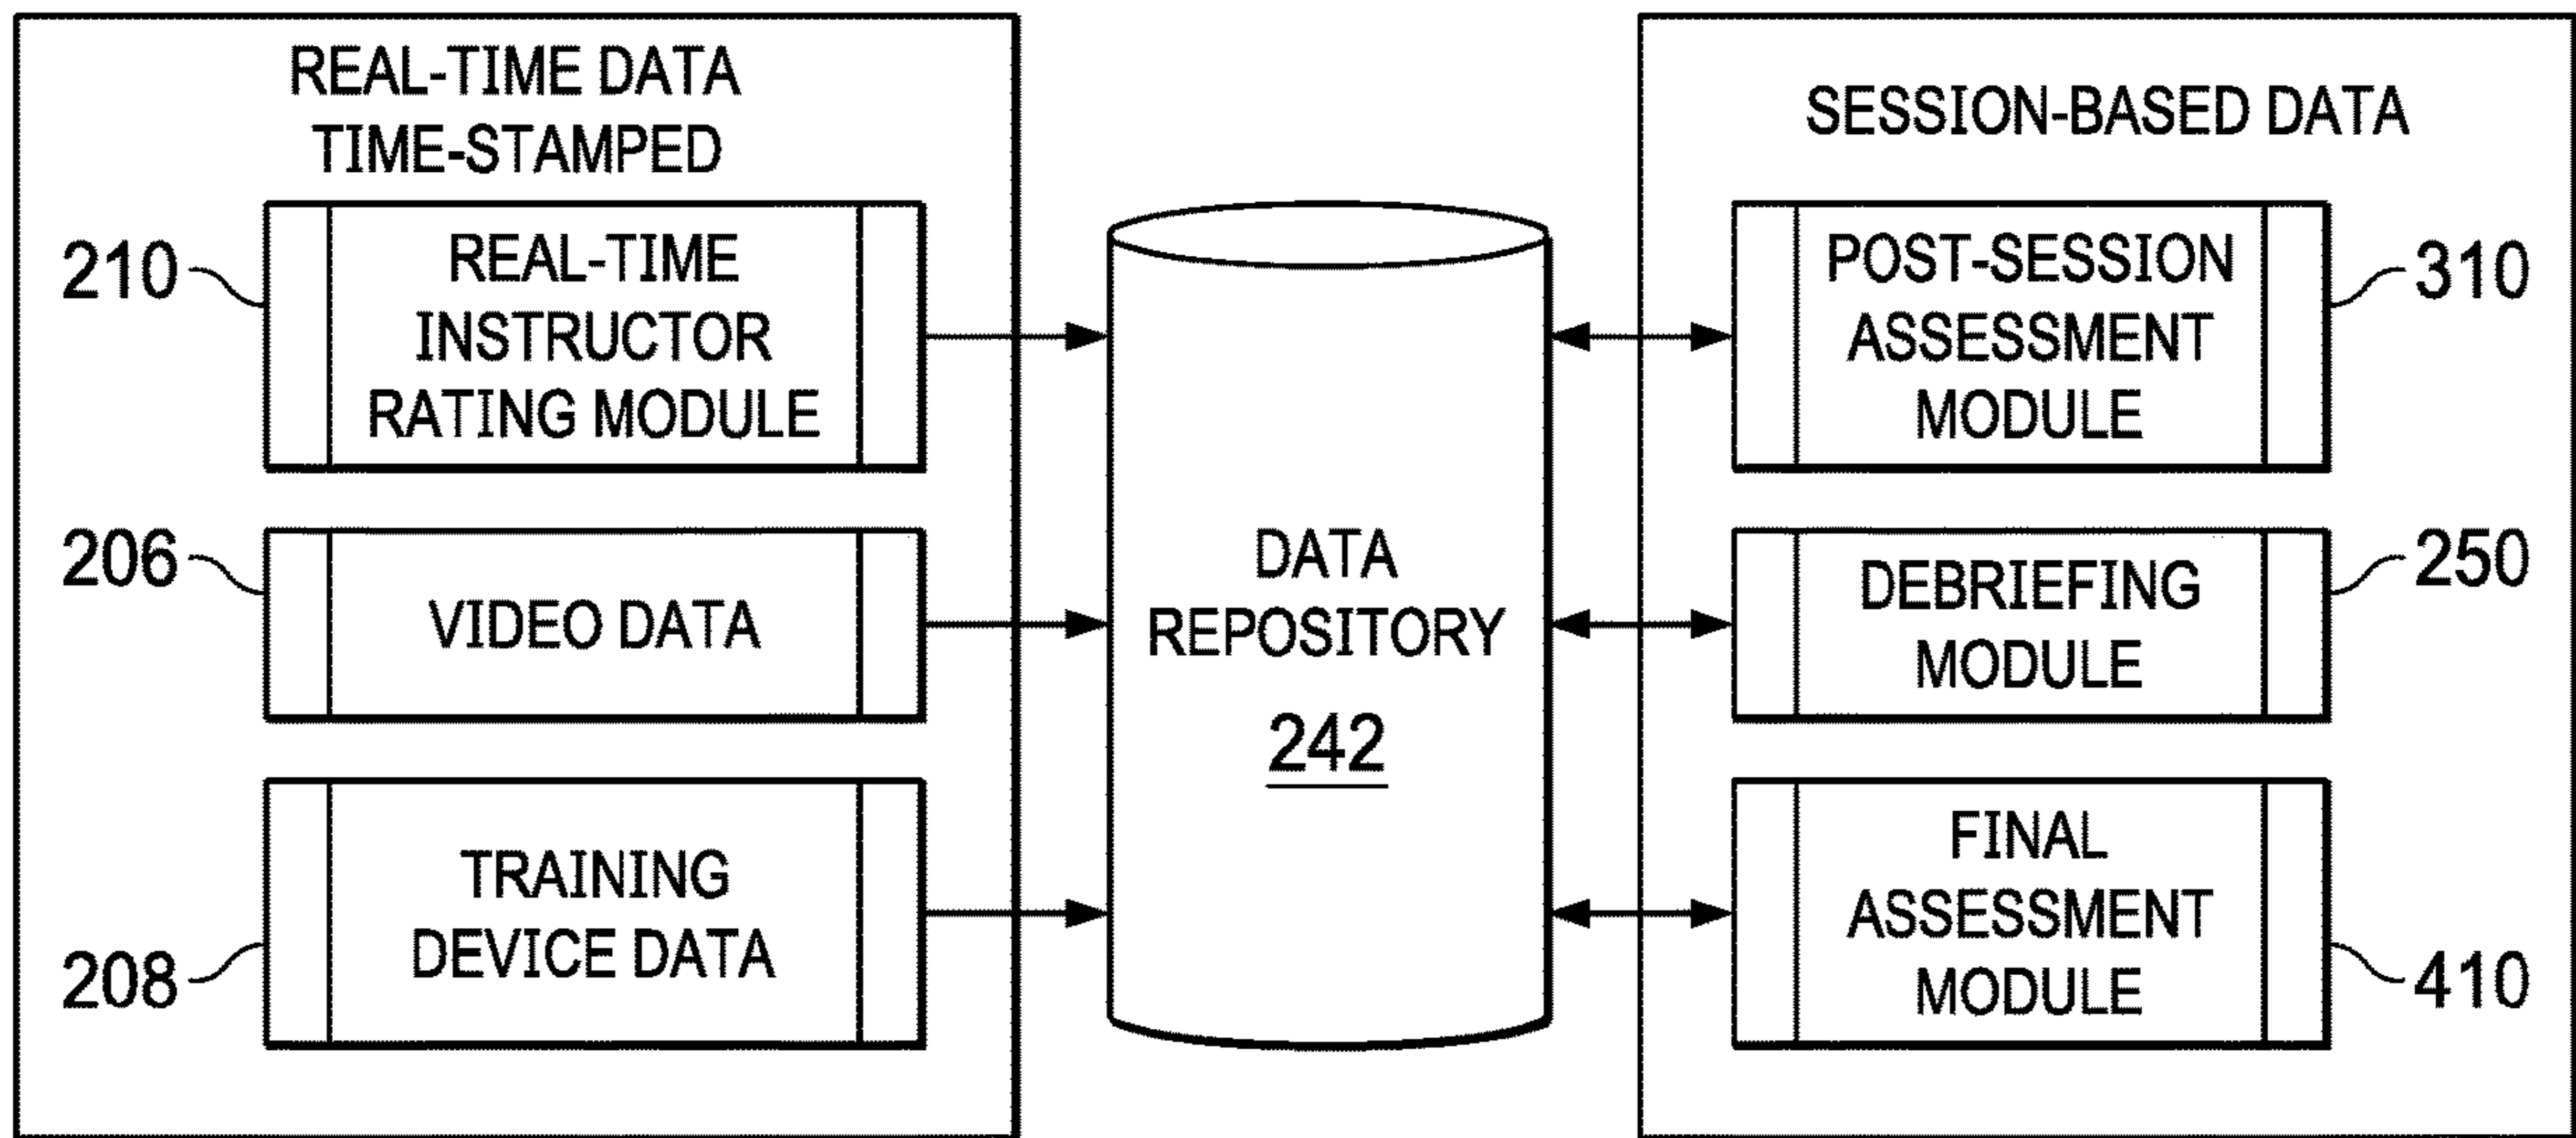 REAL-TIME DATA
TIME-STAMPED
210
REAL-TIME
INSTRUCTOR
RATING MODULE
206
VIDEO DATA
208
TRAINING
DEVICE DATA
DATA
REPOSITORY
242
SESSION-BASED DATA
POST-SESSION
ASSESSMENT
MODULE
310
DEBRIEFING
MODULE
250
FINAL
ASSESSMENT
MODULE
410